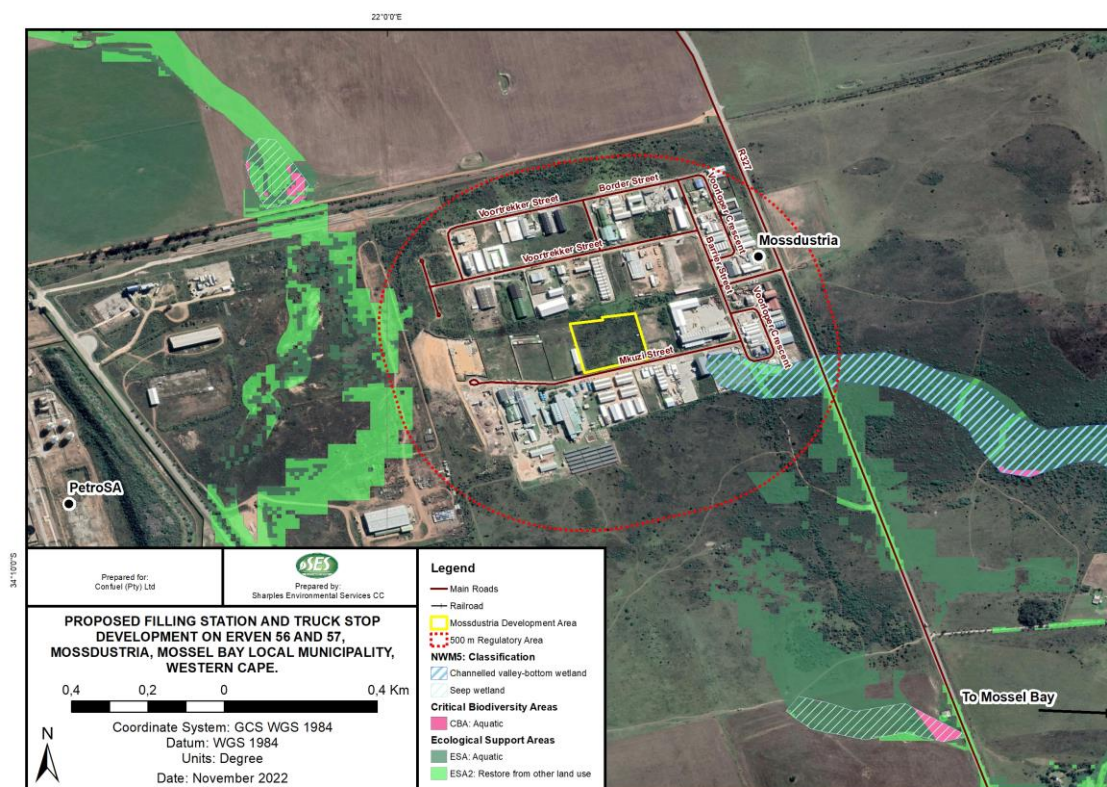 22°0'0"E
R327
Border Street
Voortrekker Street
Voorloper Crescent
Mossdustria
Voortrekker Street
Barrier Street
Voorloper Crescent
Mkuzi Street
PetroSA
34°10'0"S
To Mossel Bay
Prepared for:
Confuel (Pty) Ltd
SES
Prepared by:
Sharples Environmental Services CC
PROPOSED FILLING STATION AND TRUCK STOP
DEVELOPMENT ON ERVEN 56 AND 57,
MOSSDUSTRIA, MOSSEL BAY LOCAL MUNICIPALITY,
WESTERN CAPE.
0,4 0,2 0 0,4 Km
Coordinate System: GCS WGS 1984
Datum: WGS 1984
Units: Degree
Date: November 2022
N
Legend
Main Roads
Railroad
Mossdustria Development Area
500 m Regulatory Area
NWM5: Classification
Channelled valley-bottom wetland
Seep wetland
Critical Biodiversity Areas
CBA: Aquatic
Ecological Support Areas
ESA: Aquatic
ESA2: Restore from other land use